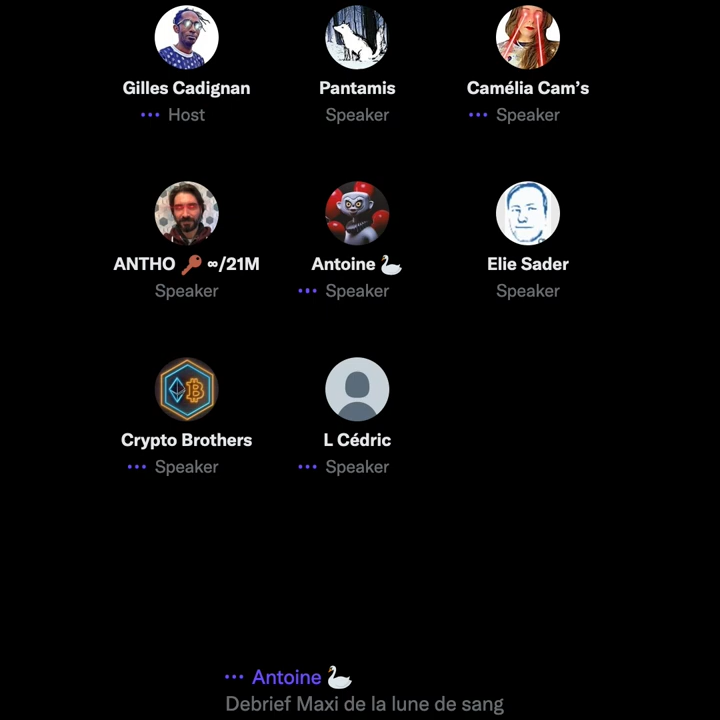 Gilles Cadignan
Host
Pantamis
Speaker
Camélia Cam’s
Speaker
ANTHO 🔑 ∞/21M
Speaker
Antoine 🦢
Speaker
Elie Sader
Speaker
Crypto Brothers
Speaker
L Cédric
Speaker
Antoine 🦢
Debrief Maxi de la lune de sang